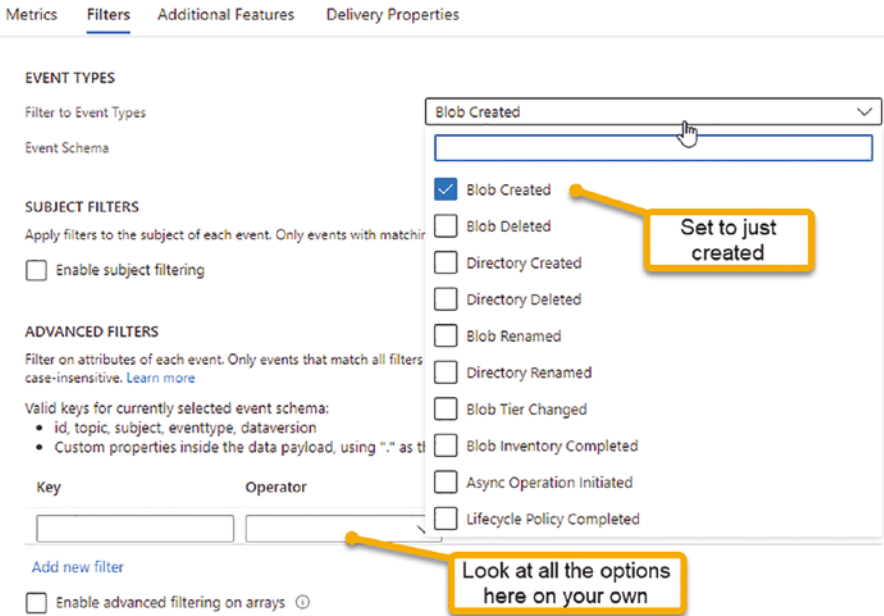 Metrics Filters Additional Features Delivery Properties
EVENT TYPES
Filter to Event Types
Blob Created
Event Schema
Blob Created
Blob Deleted
Directory Created
Directory Deleted
Blob Renamed
Directory Renamed
Blob Tier Changed
Blob Inventory Completed
Async Operation Initiated
Lifecycle Policy Completed
Set to just
created
SUBJECT FILTERS
Apply filters to the subject of each event. Only events with
Enable subject filtering
ADVANCED FILTERS
Filter on attributes of each event. Only events that match all filters
case-insensitive. Learn more
Valid keys for currently selected event schema:
• id, topic, subject, eventtype, dataversion
• Custom properties inside the data payload, using "." as
Key Operator
Look at all the options
here on your own
Add new filter
Enable advanced filtering on arrays